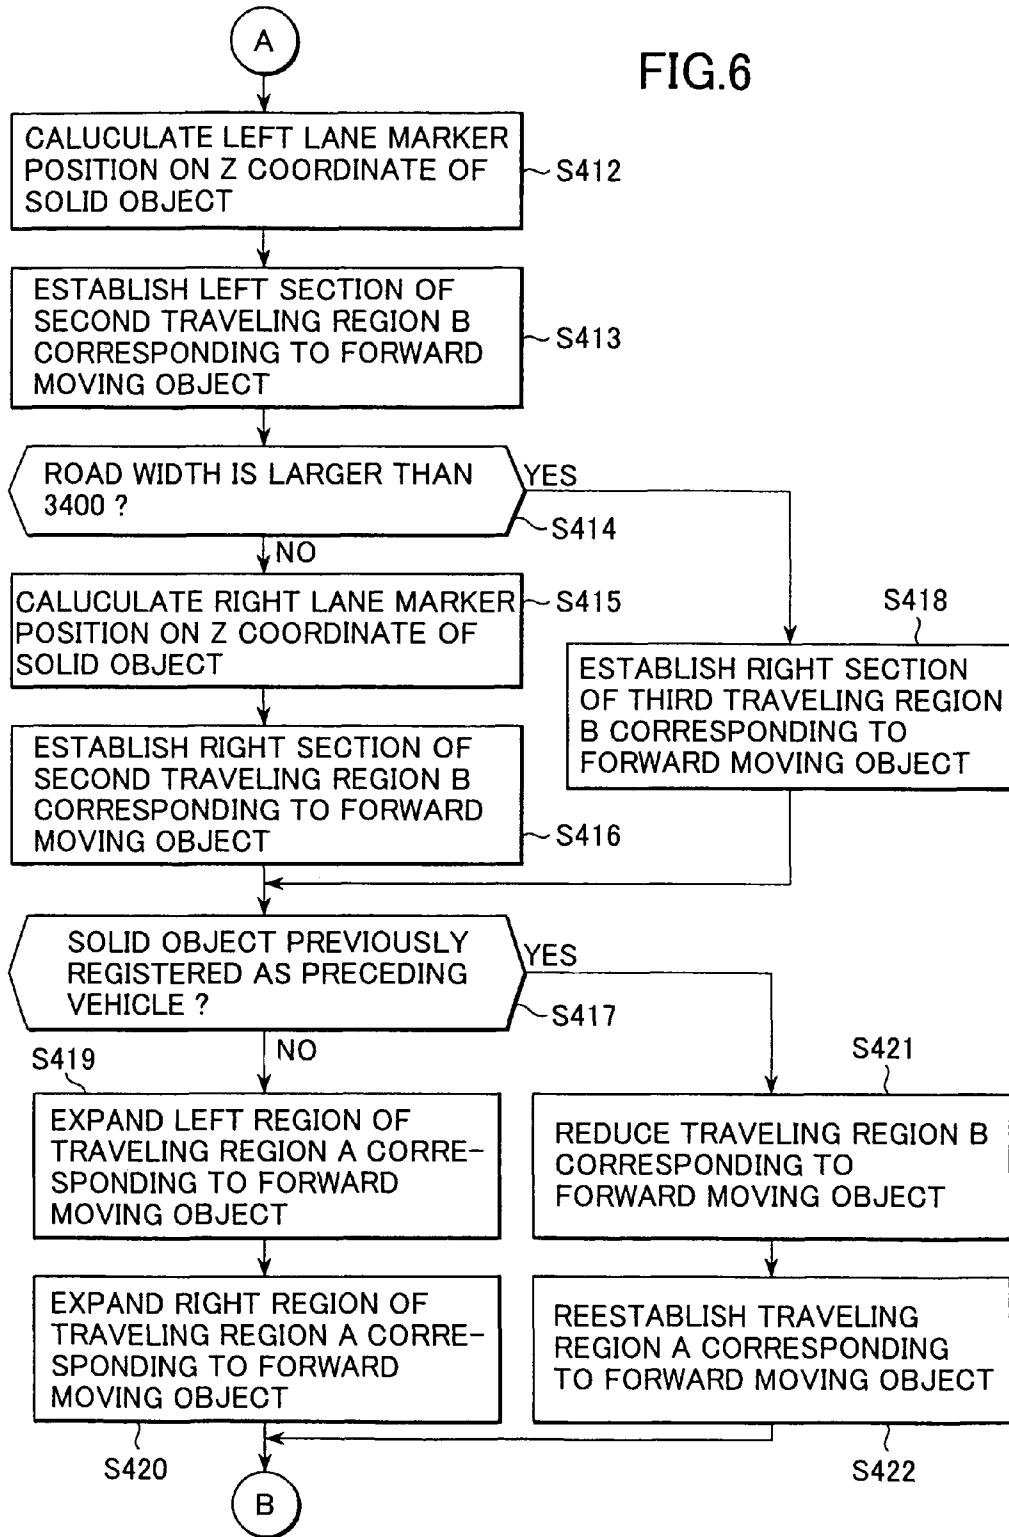 A
FIG.6
CALUCULATE LEFT LANE MARKER
POSITION ON Z COORDINATE OF
SOLID OBJECT
S412
ESTABLISH LEFT SECTION OF
SECOND TRAVELING REGION B
CORRESPONDING TO FORWARD
MOVING OBJECT
S413
ROAD WIDTH IS LARGER THAN
3400 ?
YES
S414
NO
CALUCULATE RIGHT LANE MARKER
POSITION ON Z COORDINATE OF
SOLID OBJECT
S415
S418
ESTABLISH RIGHT SECTION
OF THIRD TRAVELING REGION
B CORRESPONDING TO
FORWARD MOVING OBJECT
ESTABLISH RIGHT SECTION OF
SECOND TRAVELING REGION B
CORRESPONDING TO FORWARD
MOVING OBJECT
S416
SOLID OBJECT PREVIOUSLY
REGISTERED AS PRECEDING
VEHICLE ?
YES
S417
NO
S419
EXPAND LEFT REGION OF
TRAVELING REGION A CORRE-
SPONDING TO FORWARD
MOVING OBJECT
S421
REDUCE TRAVELING REGION B
CORRESPONDING TO
FORWARD MOVING OBJECT
EXPAND RIGHT REGION OF
TRAVELING REGION A CORRE-
SPONDING TO FORWARD
MOVING OBJECT
S420
REESTABLISH TRAVELING
REGION A CORRESPONDING
TO FORWARD MOVING OBJECT
S422
B